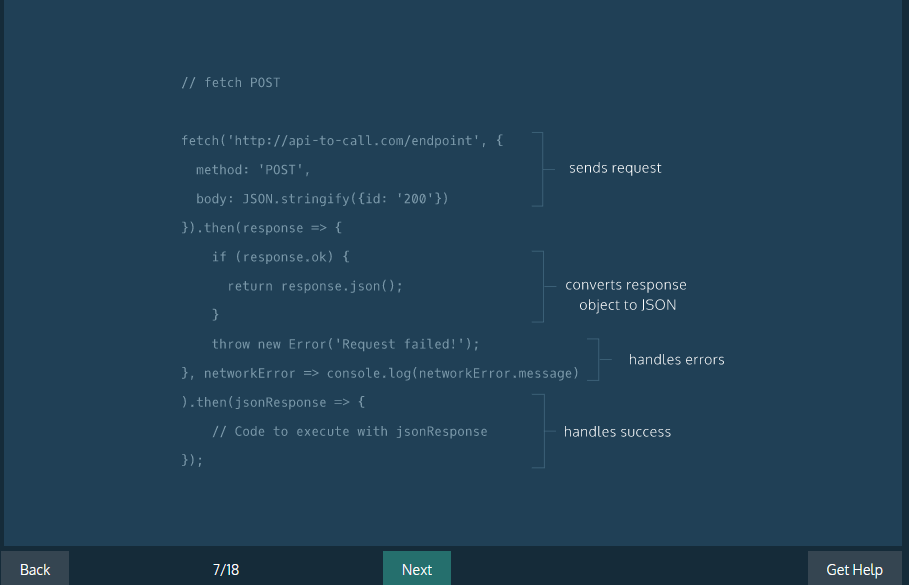 // fetch POST
fetch('http://api-to-call.com/endpoint', {
  method: 'POST',
  body: JSON.stringify({id: '200'})
}).then(response => {
    if (response.ok) {
      return response.json();
    }
    throw new Error('Request failed!');
}, networkError => console.log(networkError.message)
).then(jsonResponse => {
    // Code to execute with jsonResponse
});
sends request
converts response
object to JSON
handles errors
handles success
Back
7/18
Next
Get Help